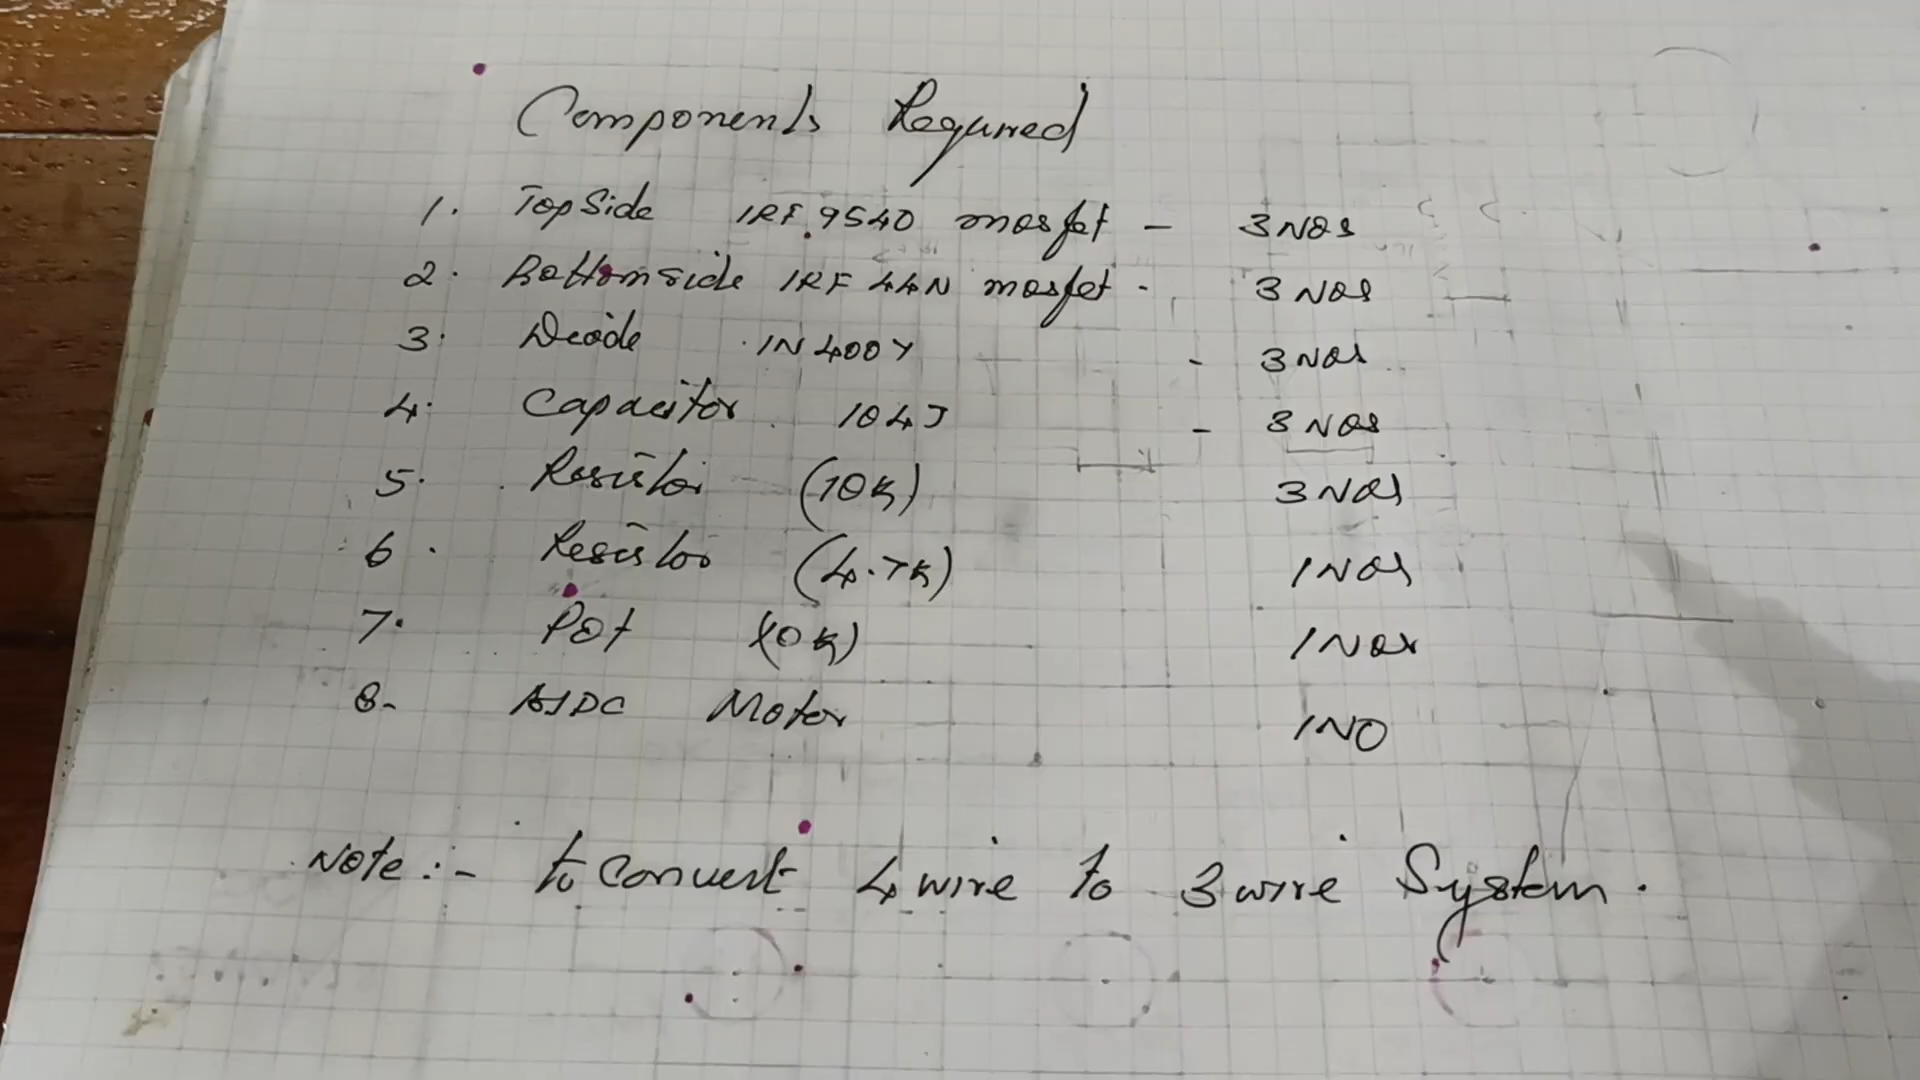 Components Required
1. Top Side IRF 9540 mosfet - 3 NOS
2. Bottom side IRF 44N mosfet - 3 NOS
3. Diode IN4007 - 3 NOS
4. Capacitor 104J - 3 NOS
5. Resistor (10K) 3 NOS
6. Resistor (4.7K) 1 NOS
7. Pot (10K) 1 NOS
8. BLDC Motor 1 NO
Note :- to Convert 4 wire to 3 wire System.